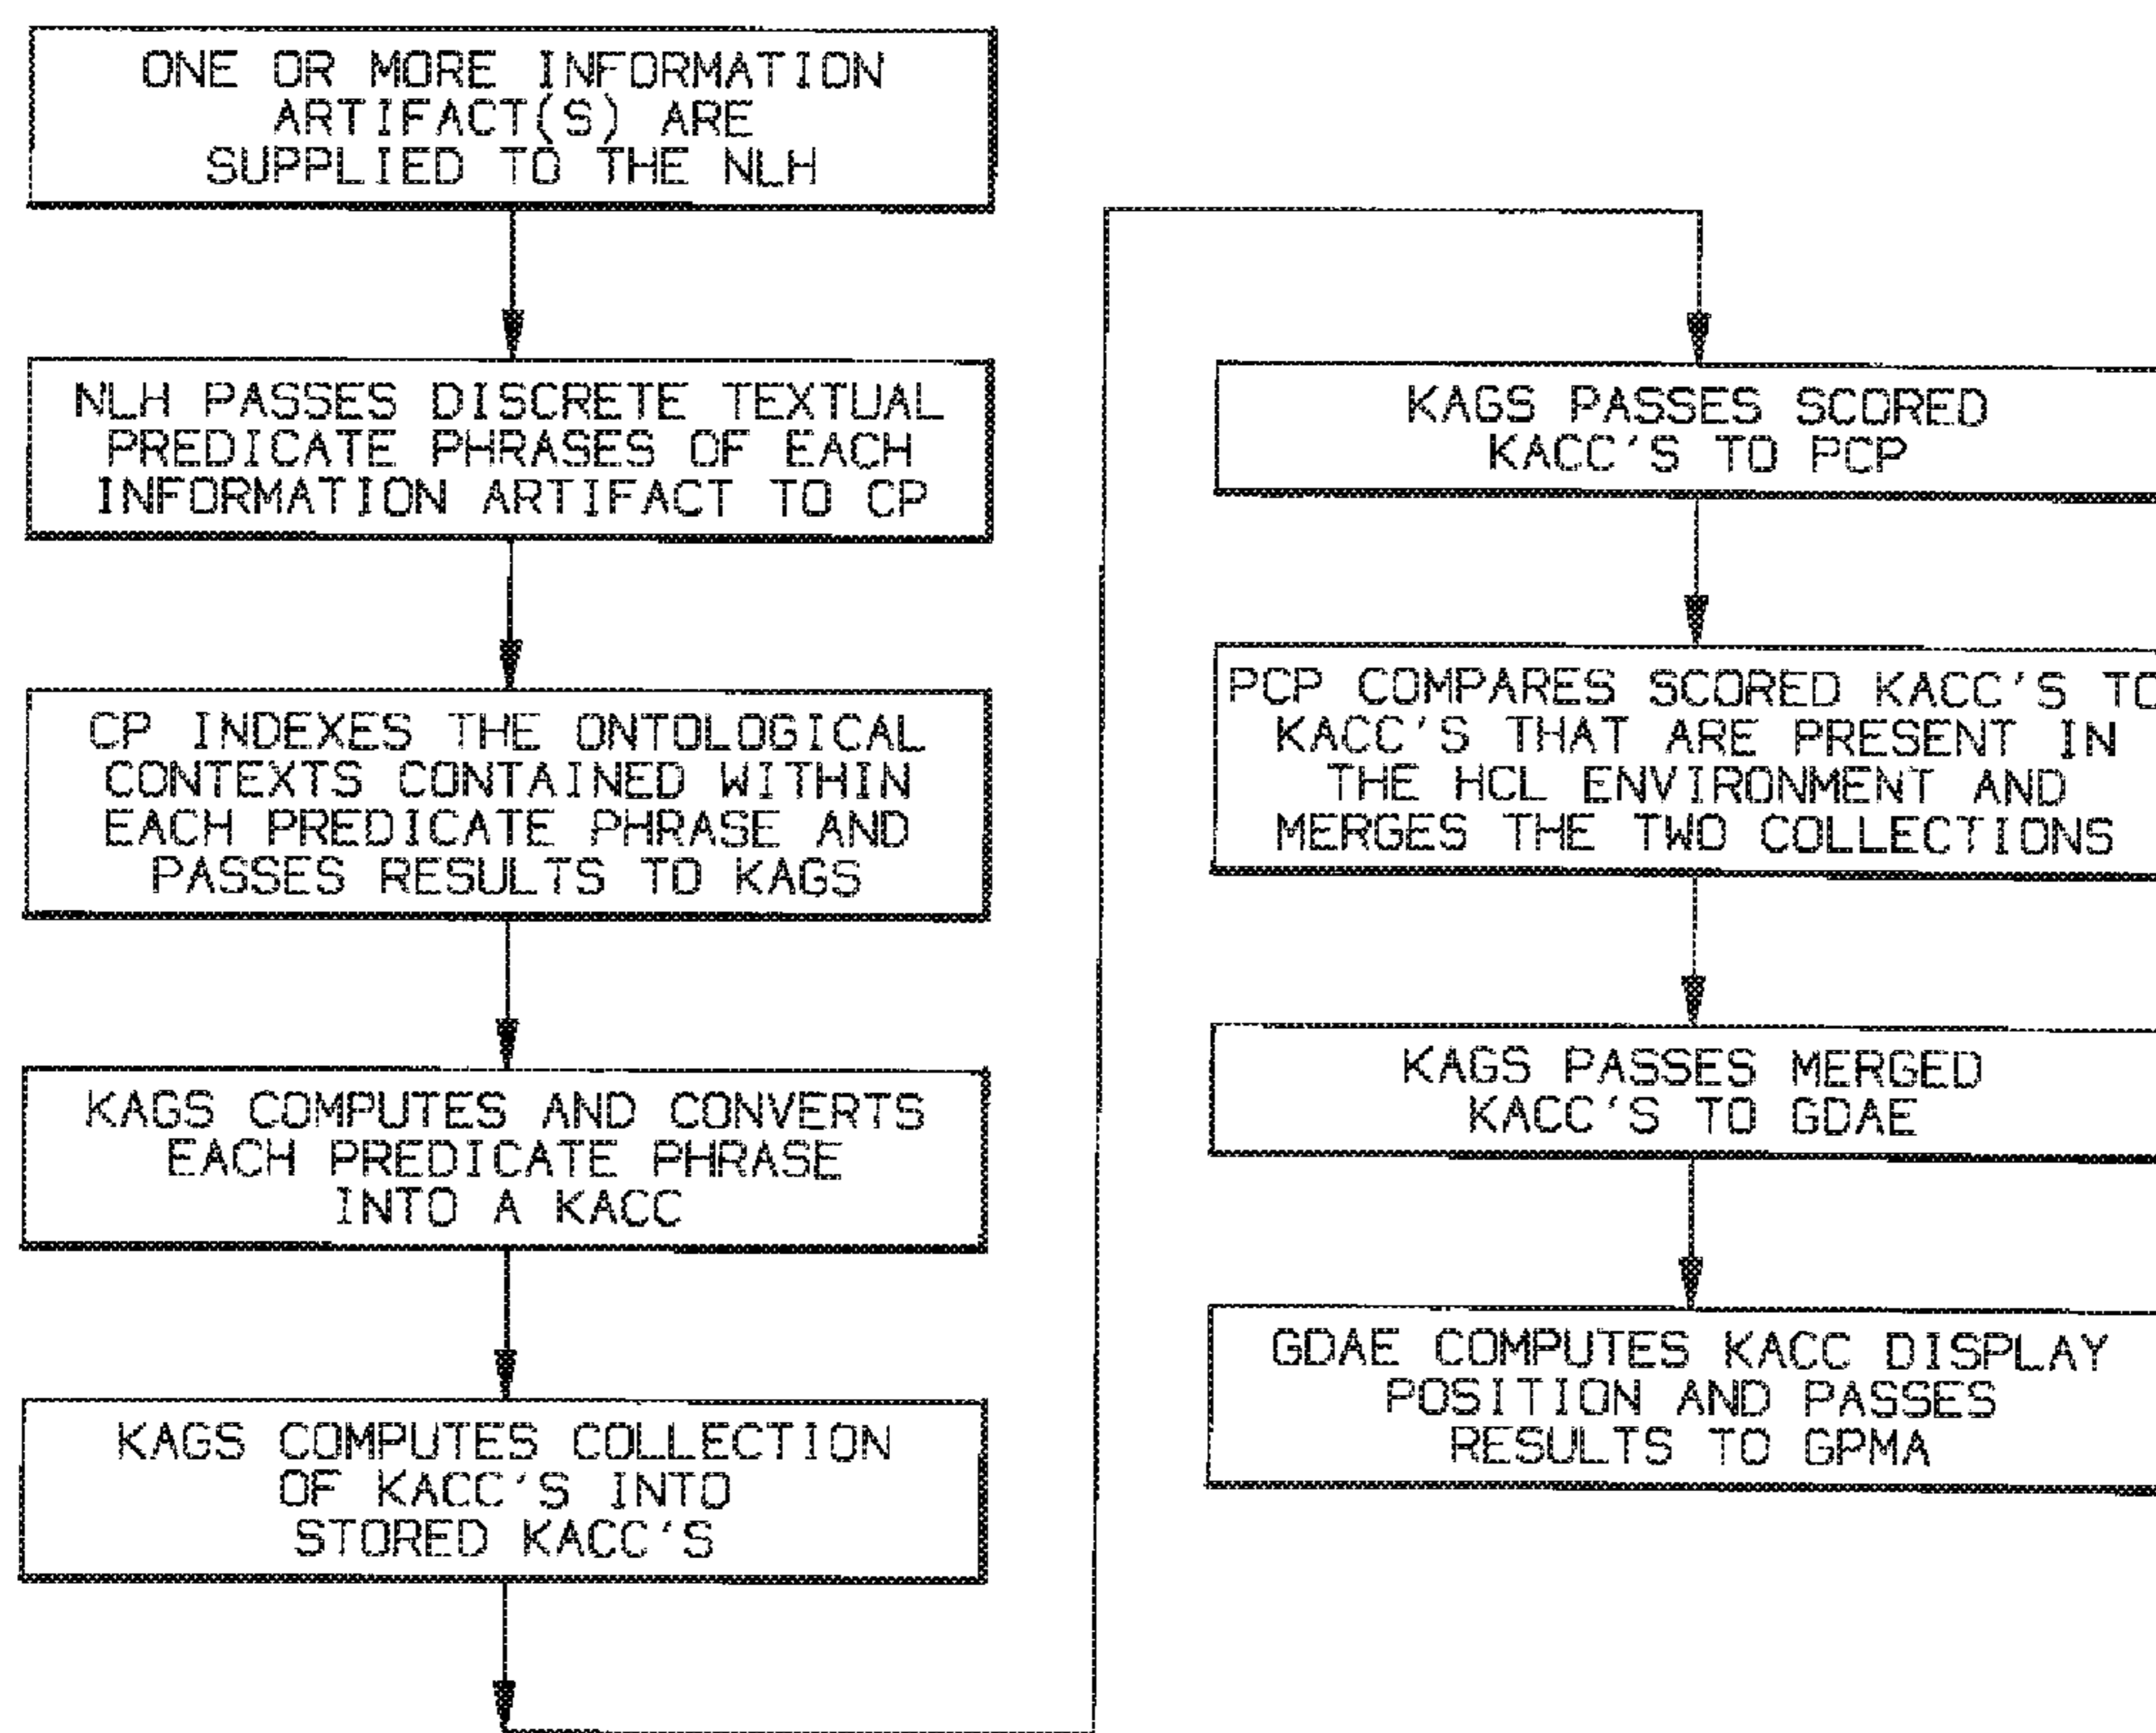 ONE OR MORE INFORMATION
ARTIFACT(S) ARE
SUPPLIED TO THE NLH
NLH PASSES DISCRETE TEXTUAL
PREDICATE PHRASES OF EACH
INFORMATION ARTIFACT TO CP
CP INDEXES THE ONTOLOGICAL
CONTEXTS CONTAINED WITHIN
EACH PREDICATE PHRASE AND
PASSES RESULTS TO KAGS
KAGS COMPUTES AND CONVERTS
EACH PREDICATE PHRASE
INTO A KACC
KAGS COMPUTES COLLECTION
OF KACC'S INTO
STORED KACC'S
KAGS PASSES SCORED
KACC'S TO PCP
PCP COMPARES SCORED KACC'S TO
KACC'S THAT ARE PRESENT IN
THE HCL ENVIRONMENT AND
MERGES THE TWO COLLECTIONS
KAGS PASSES MERGED
KACC'S TO GDAE
GDAE COMPUTES KACC DISPLAY
POSITION AND PASSES
RESULTS TO GPMA